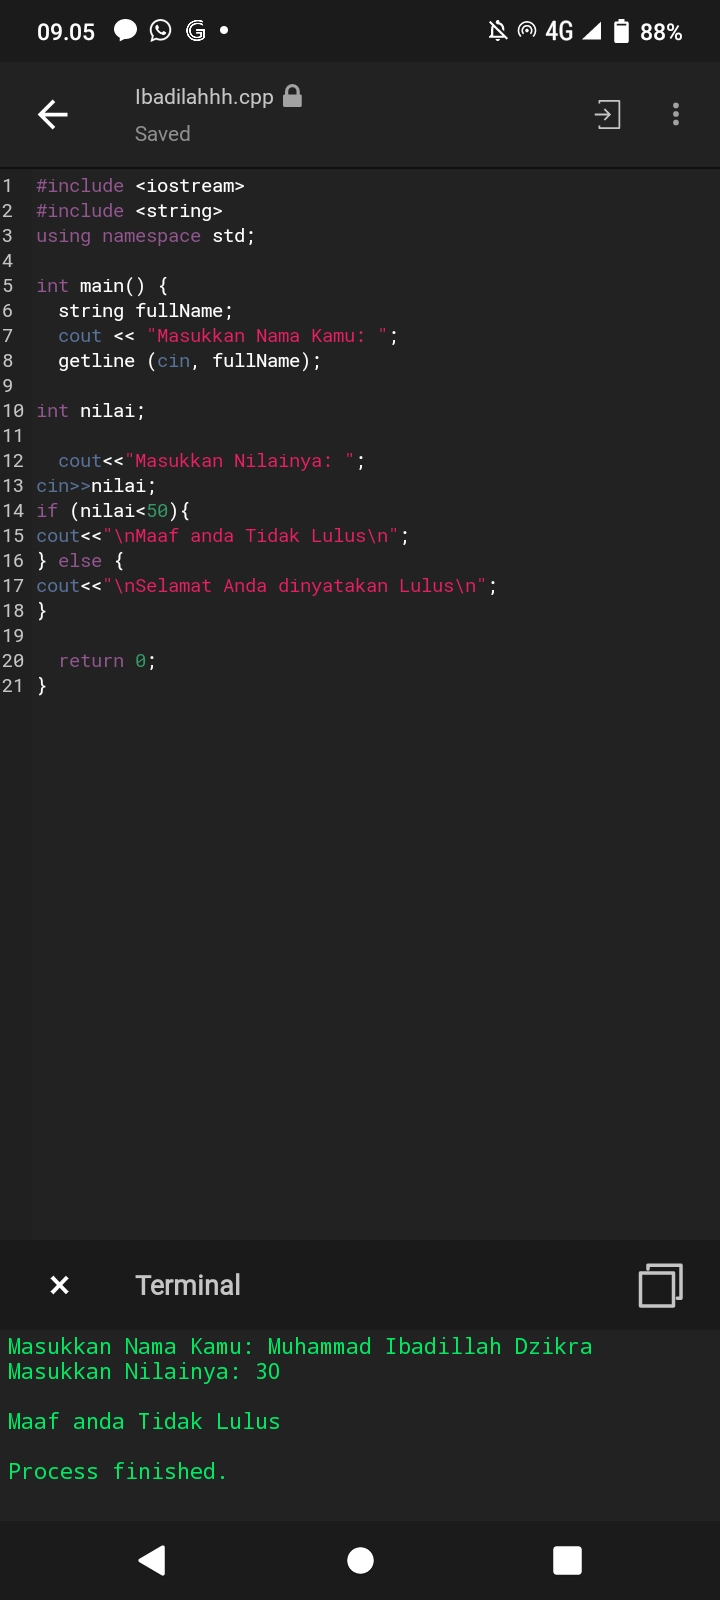 09.05 4G 88%
Ibadilahhh.cpp
Saved
1 #include <iostream>
2 #include <string>
3 using namespace std;
4
5 int main() {
6   string fullName;
7   cout << "Masukkan Nama Kamu: ";
8   getline (cin, fullName);
9
10 int nilai;
11
12   cout<<"Masukkan Nilainya: ";
13 cin>>nilai;
14 if (nilai<50){
15 cout<<"\nMaaf anda Tidak Lulus\n";
16 } else {
17 cout<<"\nSelamat Anda dinyatakan Lulus\n";
18 }
19
20   return 0;
21 }
Terminal
Masukkan Nama Kamu: Muhammad Ibadillah Dzikra
Masukkan Nilainya: 30
Maaf anda Tidak Lulus
Process finished.